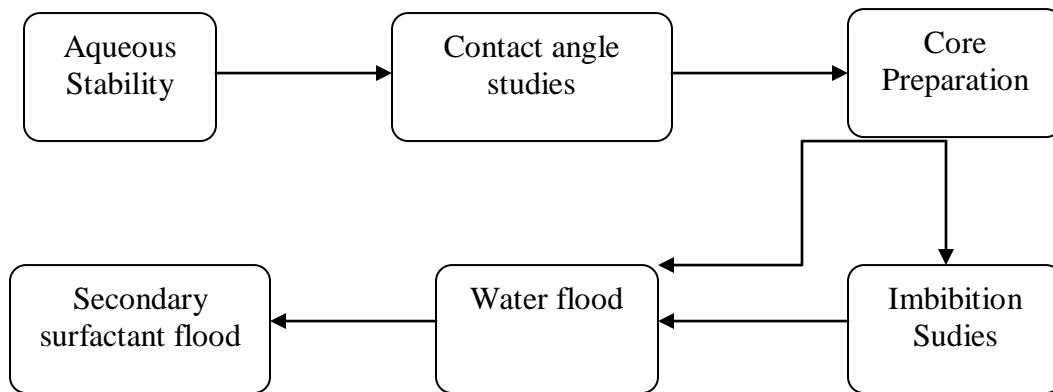 Aqueous
Stability
Contact angle
studies
Core
Preparation
Secondary
surfactant flood
Water flood
Imbibition
Sudies